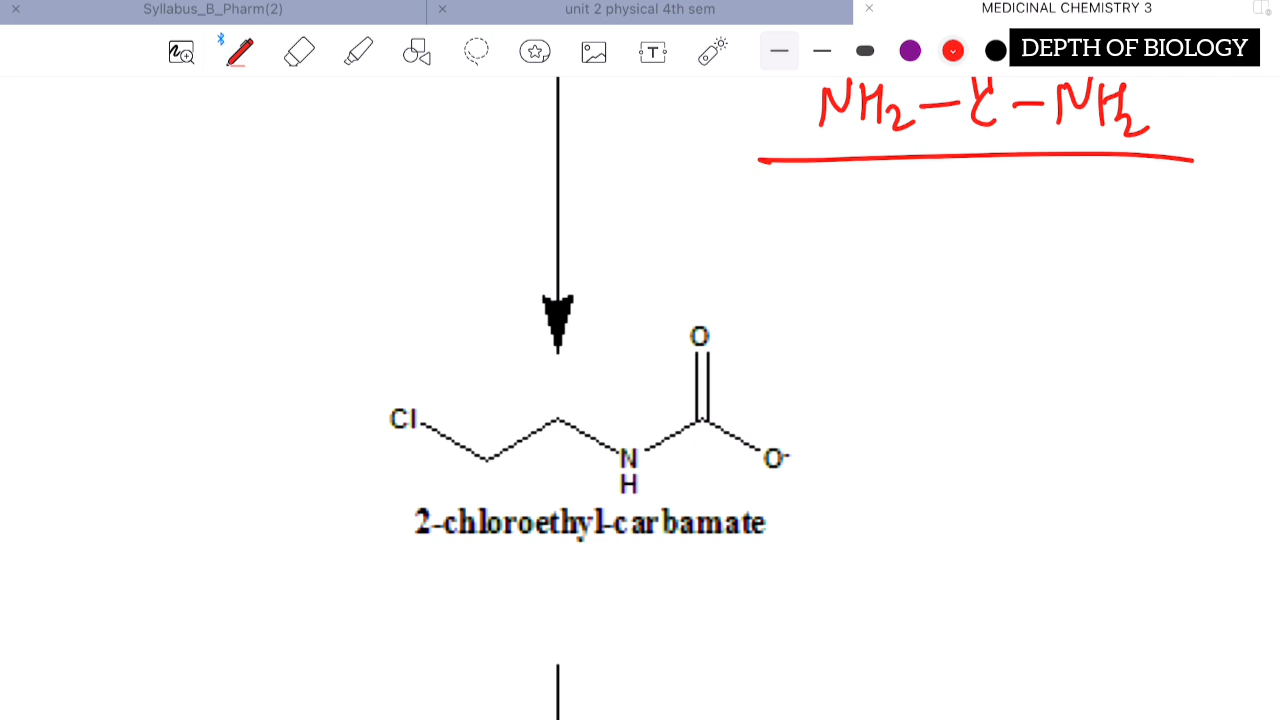 Syllabus_B_Pharm(2)
unit 2 physical 4th sem
MEDICINAL CHEMISTRY 3
DEPTH OF BIOLOGY
T
NH2-C-NH2
O
Cl
N
H
O-
2-chloroethyl-carbamate